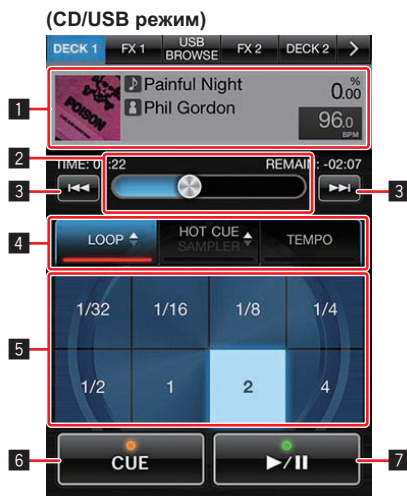 (CD/USB режим)
DECK 1 FX 1 USB BROWSE FX 2 DECK 2
POISON
Painful Night
Phil Gordon
0.00 %
96.0 BPM
1
2
TIME: 0 :22 REMAIN: -02:07
3 3
4
LOOP HOT CUE SAMPLER TEMPO
5
1/32 1/16 1/8 1/4
1/2 1 2 4
6 CUE ►/II 7